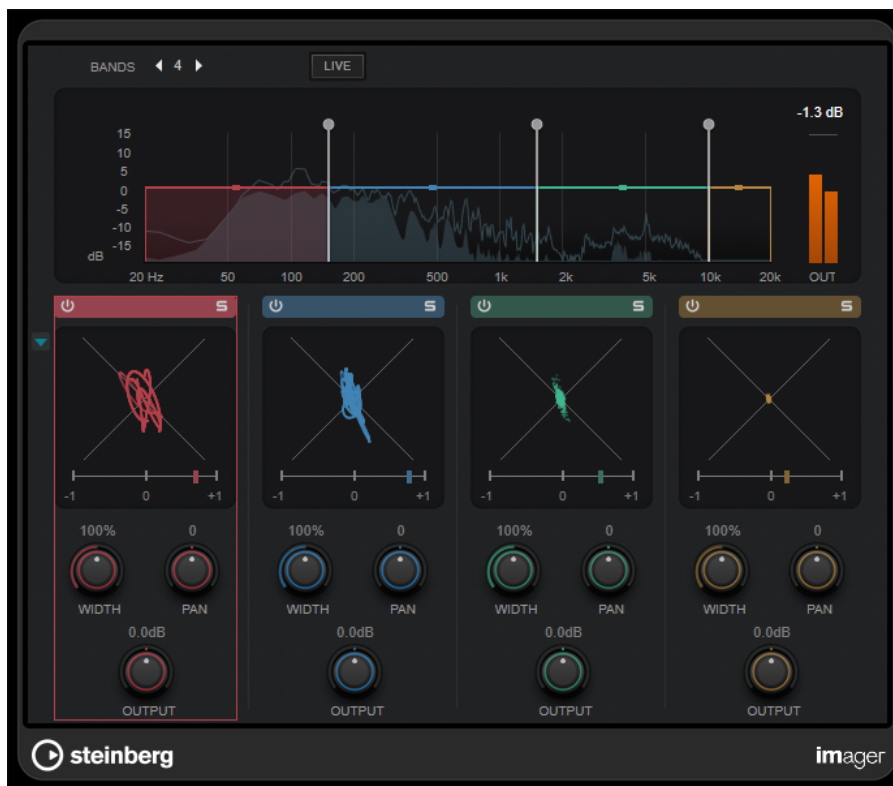 BANDS 4 LIVE
-1.3 dB
15
10
5
0
-5
-10
-15
dB
20 Hz 50 100 200 500 1k 2k 5k 10k 20k OUT
S S S S
-1 0 +1 -1 0 +1 -1 0 +1 -1 0 +1
100% 0 100% 0 100% 0 100% 0
WIDTH PAN WIDTH PAN WIDTH PAN WIDTH PAN
0.0dB 0.0dB 0.0dB 0.0dB
OUTPUT OUTPUT OUTPUT OUTPUT
steinberg imager